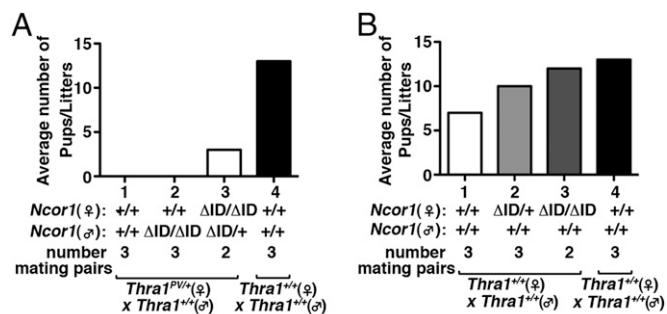 A
Average number of
Pups/Litters
15
10
5
0
1 2 3 4
Ncor1(♀): +/+ +/+ ΔID/ΔID +/+
Ncor1(♂): +/+ ΔID/ΔID ΔID/+ +/+
number 3 3 2 3
mating pairs
Thra1PV/+(♀) Thra1+/+(♀)
x Thra1+/+(♂) x Thra1+/+(♂)
B
Average number of
Pups/Litters
15
10
5
0
1 2 3 4
Ncor1(♀): +/+ ΔID/+ ΔID/ΔID +/+
Ncor1(♂): +/+ +/+ +/+ +/+
number 3 3 2 3
mating pairs
Thra1+/+(♀) Thra1+/+(♀)
x Thra1+/+(♂) x Thra1+/+(♂)